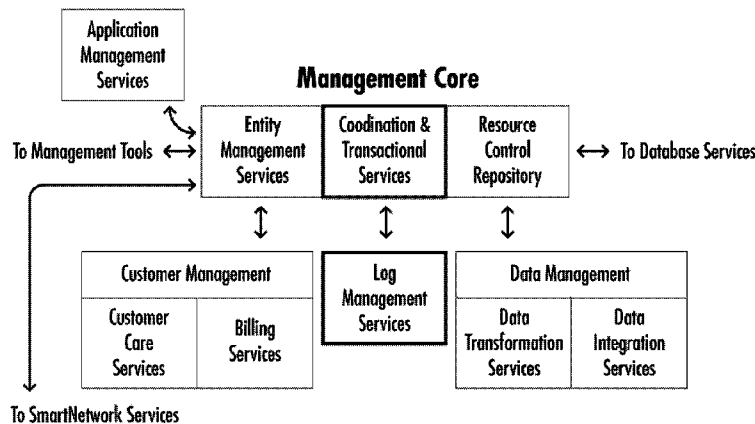 Application
Management
Services
Management Core
Entity
Management
Services
Coodination &
Transactional
Services
Resource
Control
Repository
To Management Tools
To Database Services
Customer Management
Customer
Care
Services
Billing
Services
Log
Management
Services
Data Management
Data
Transformation
Services
Data
Integration
Services
To SmartNetwork Services